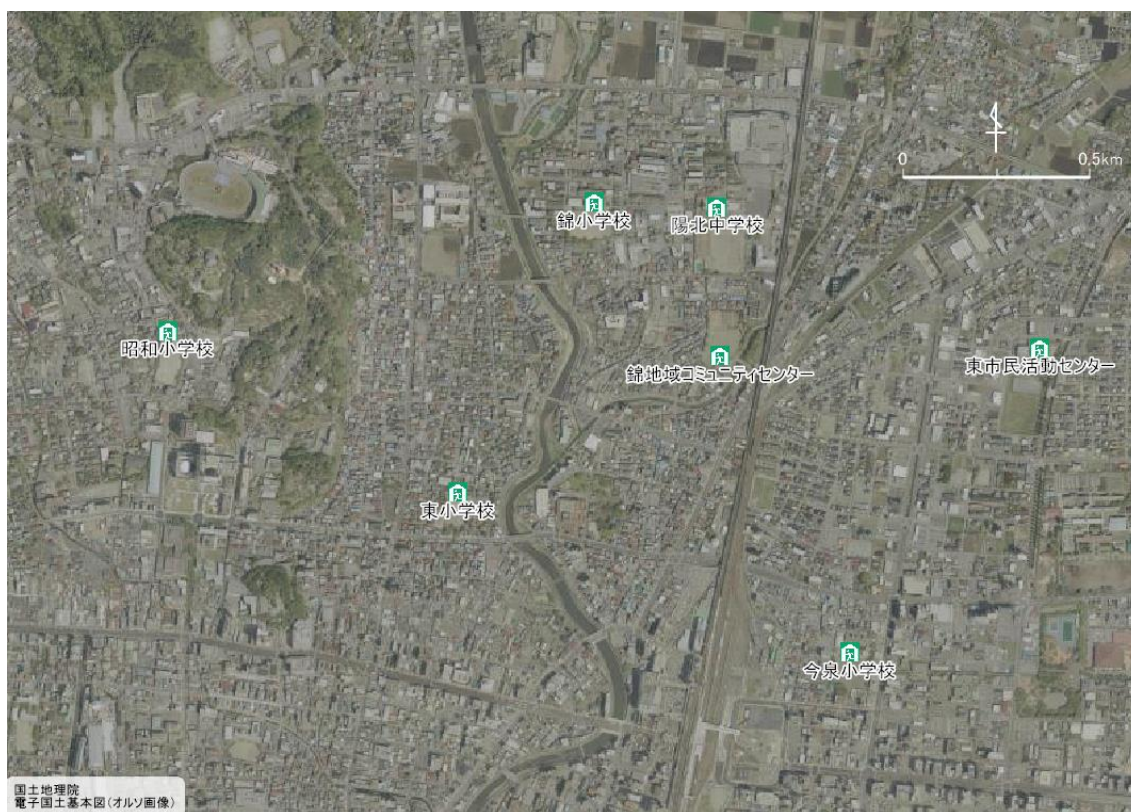 0 0.5km
錦小学校
陽北中学校
昭和小学校
錦地域コミュニティセンター
東市民活動センター
東小学校
今泉小学校
国土地理院
電子国土基本図(オルソ画像)